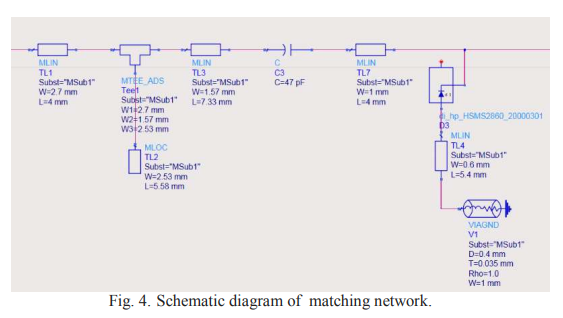 MLIN
TL1
Subst="MSub1"
W=2.7 mm
L=4 mm
MTEE_ADS
Tee1
Subst="MSub1"
W1=2.7 mm
W2=1.57 mm
W3=2.53 mm
MLOC
TL2
Subst="MSub1"
W=2.53 mm
L=5.58 mm
MLIN
TL3
Subst="MSub1"
W=1.57 mm
L=7.33 mm
C
C3
C=47 pF
MLIN
TL7
Subst="MSub1"
W=1 mm
L=4 mm
di_hp_HSMS2860_20000301
D3
MLIN
TL4
Subst="MSub1"
W=0.6 mm
L=5.4 mm
VIAGND
V1
Subst="MSub1"
D=0.4 mm
T=0.035 mm
Rho=1.0
W=1 mm
Fig. 4. Schematic diagram of matching network.